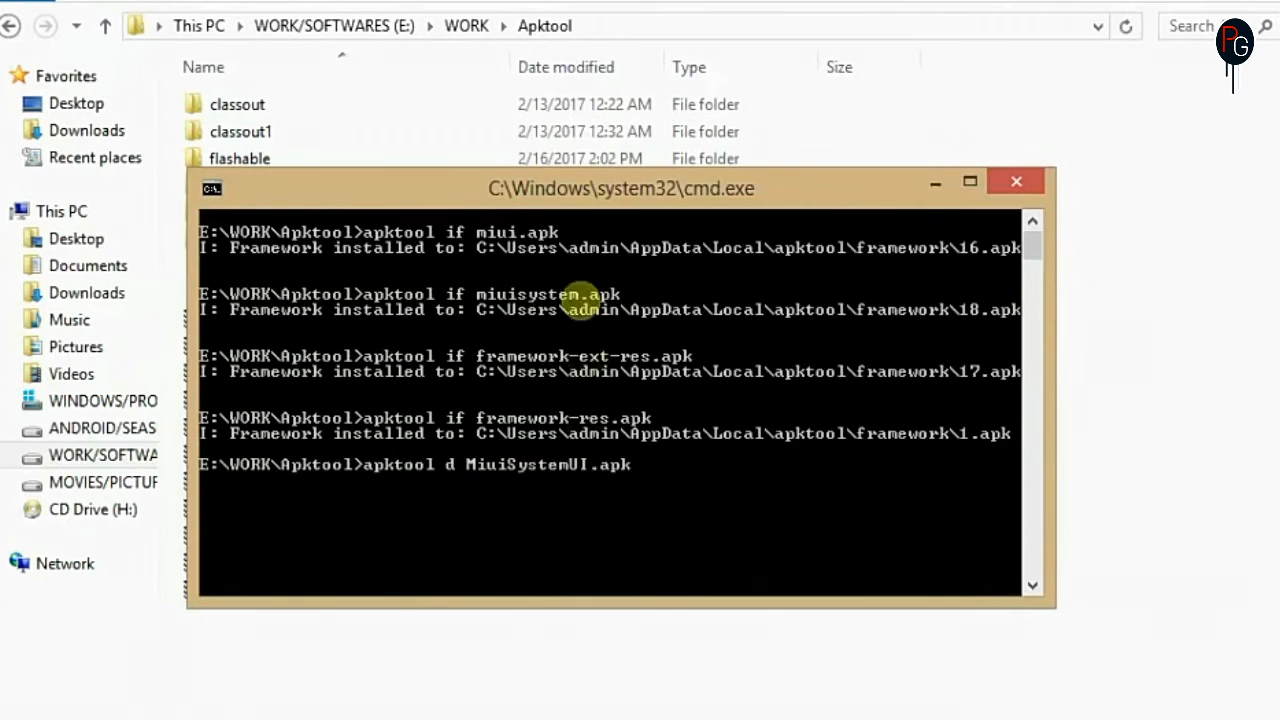 This PC
WORK/SOFTWARES (E:)
WORK
Apktool
Search
PG
Name
Date modified
Type
Size
Favorites
Desktop
Downloads
Recent places
This PC
Desktop
Documents
Downloads
Music
Pictures
Videos
WINDOWS/PRO
ANDROID/SEAS
WORK/SOFTWA
MOVIES/PICTUF
CD Drive (H:)
Network
classout 2/13/2017 12:22 AM File folder
classout1 2/13/2017 12:32 AM File folder
flashable 2/16/2017 2:02 PM File folder
C:\Windows\system32\cmd.exe
E:\WORK\Apktool>apktool if miui.apk
I: Framework installed to: C:\Users\admin\AppData\Local\apktool\framework\16.apk
E:\WORK\Apktool>apktool if miuisystem.apk
I: Framework installed to: C:\Users\admin\AppData\Local\apktool\framework\18.apk
E:\WORK\Apktool>apktool if framework-ext-res.apk
I: Framework installed to: C:\Users\admin\AppData\Local\apktool\framework\17.apk
E:\WORK\Apktool>apktool if framework-res.apk
I: Framework installed to: C:\Users\admin\AppData\Local\apktool\framework\1.apk
E:\WORK\Apktool>apktool d MiuiSystemUI.apk